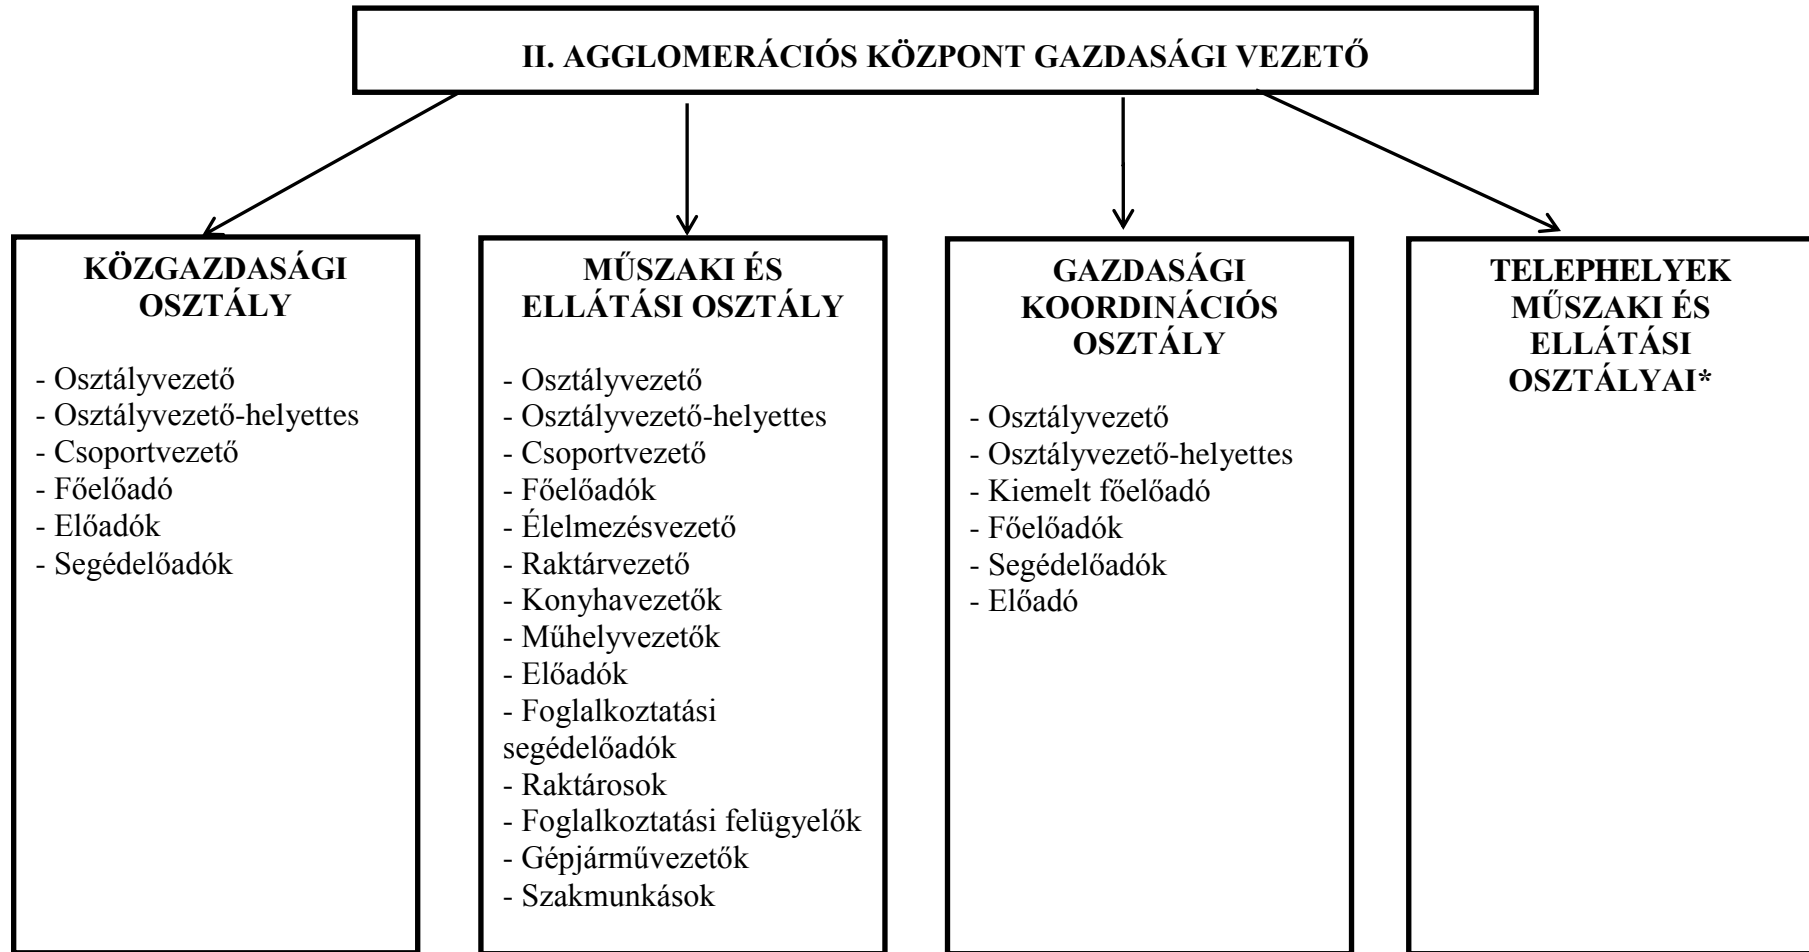 II. AGGLOMERÁCIÓS KÖZPONT GAZDASÁGI VEZETŐ
KÖZGAZDASÁGI
OSZTÁLY
- Osztályvezető
- Osztályvezető-helyettes
- Csoportvezető
- Főelőadó
- Előadók
- Segédelőadók
MŰSZAKI ÉS
ELLÁTÁSI OSZTÁLY
- Osztályvezető
- Osztályvezető-helyettes
- Csoportvezető
- Főelőadók
- Élelmezésvezető
- Raktárvezető
- Konyhavezetők
- Műhelyvezetők
- Előadók
- Foglalkoztatási
segédelőadók
- Raktárosok
- Foglalkoztatási felügyelők
- Gépjárművezetők
- Szakmunkások
GAZDASÁGI
KOORDINÁCIÓS
OSZTÁLY
- Osztályvezető
- Osztályvezető-helyettes
- Kiemelt főelőadó
- Főelőadók
- Segédelőadók
- Előadó
TELEPHELYEK
MŰSZAKI ÉS
ELLÁTÁSI
OSZTÁLYAI*